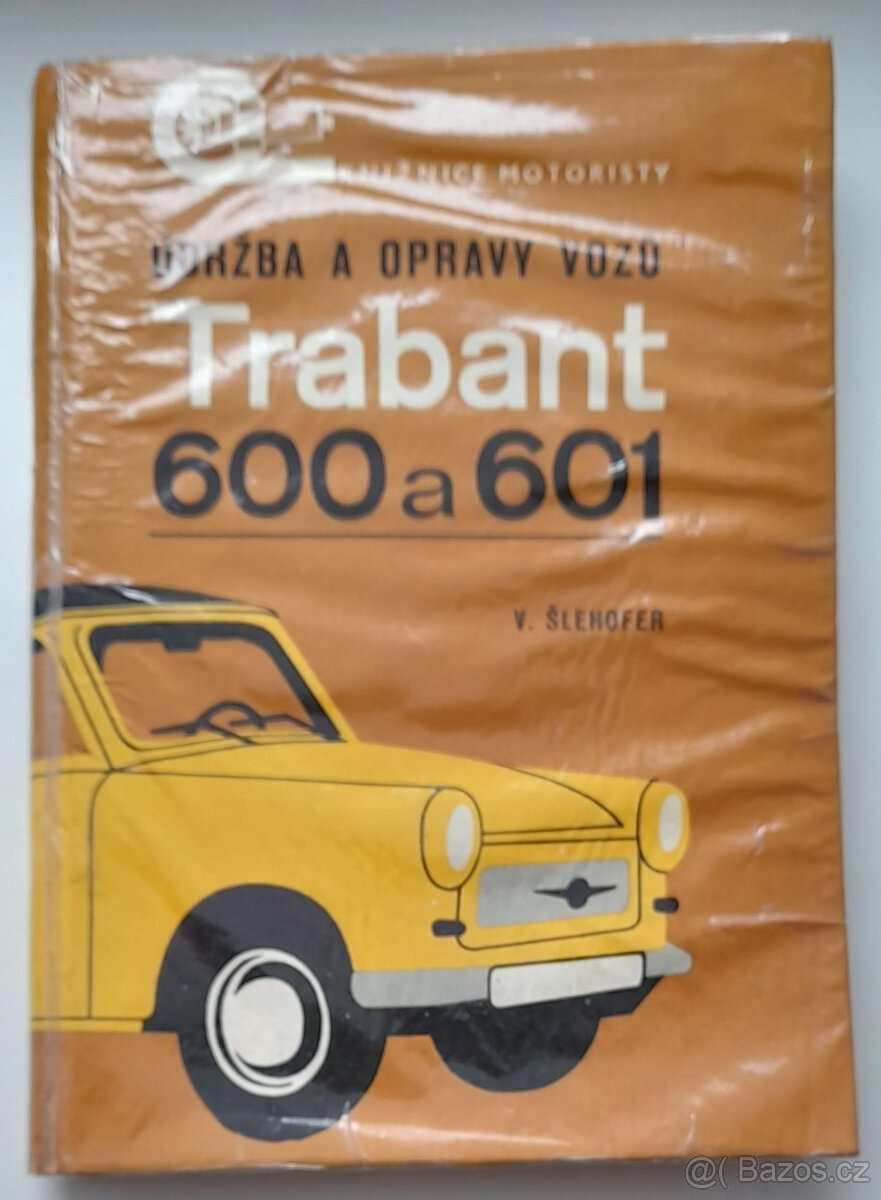 KNIŽNICE MOTORISTY
ÚDRŽBA A OPRAVY VOZŮ
Trabant
600 a 601
V. ŠLEHOFER
@( Bazos.cz